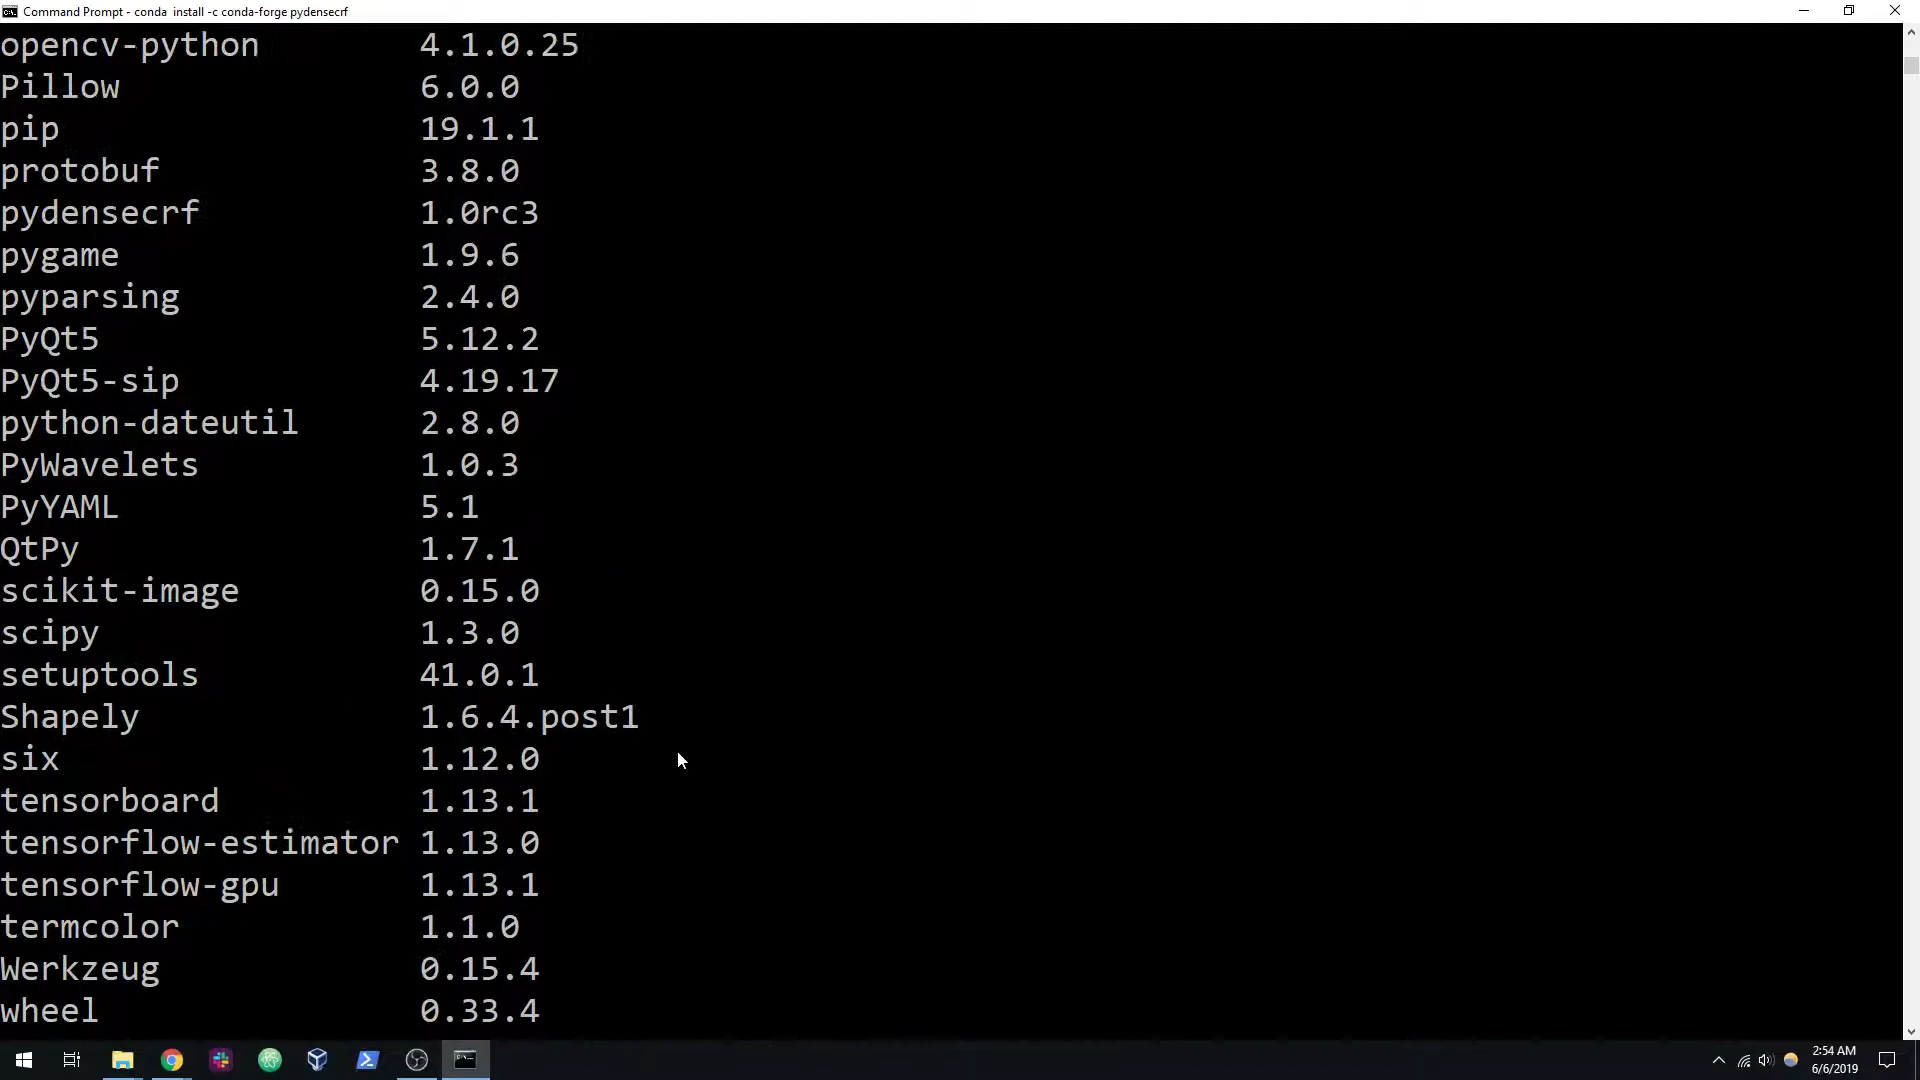 Command Prompt - conda  install -c conda-forge pydensecrf
opencv-python        4.1.0.25
Pillow               6.0.0
pip                  19.1.1
protobuf             3.8.0
pydensecrf           1.0rc3
pygame               1.9.6
pyparsing            2.4.0
PyQt5                5.12.2
PyQt5-sip            4.19.17
python-dateutil      2.8.0
PyWavelets           1.0.3
PyYAML               5.1
QtPy                 1.7.1
scikit-image         0.15.0
scipy                1.3.0
setuptools           41.0.1
Shapely              1.6.4.post1
six                  1.12.0
tensorboard          1.13.1
tensorflow-estimator 1.13.0
tensorflow-gpu       1.13.1
termcolor            1.1.0
Werkzeug             0.15.4
wheel                0.33.4
2:54 AM
6/6/2019